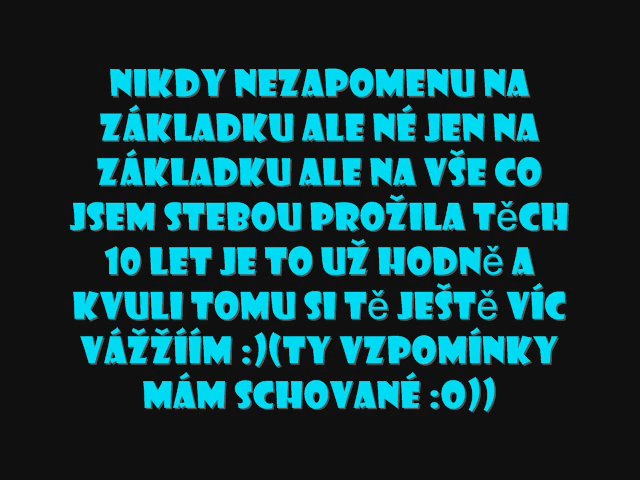 NIKDY NEZAPOMENU NA
ZÁKLADKU ALE NÉ JEN NA
ZÁKLADKU ALE NA VŠE CO
JSEM STEBOU PROŽILA TěCH
10 LET JE TO UŽ HODNě A
KVULI TOMU SI Tě JEŠTě VÍC
VÁŽŽÍÍM :)(TY VZPOMÍNKY
MÁM SCHOVANÉ :O))